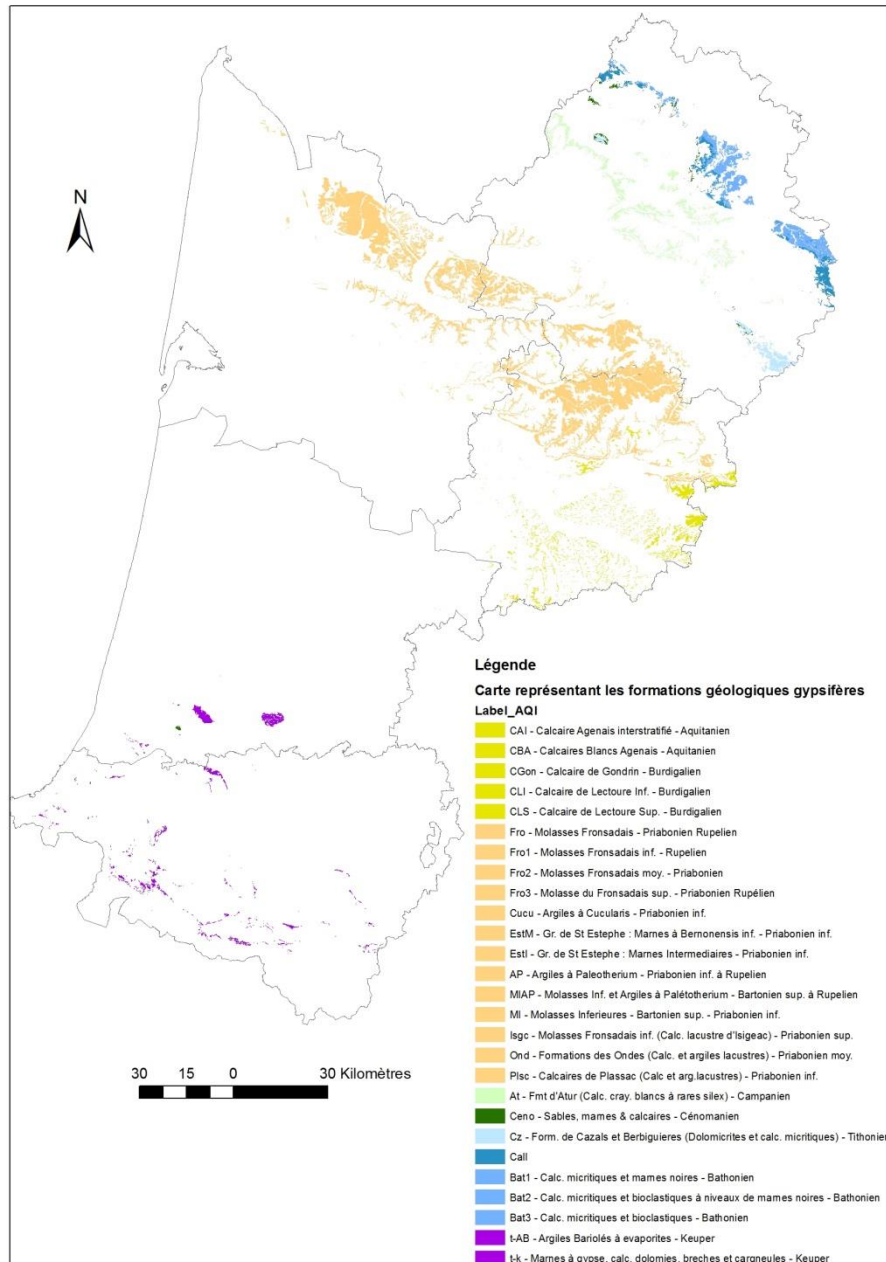 N
30 15 0 30 Kilomètres
Légende
Carte représentant les formations géologiques gypsifères
Label_AQI
CAI - Calcaire Agenais interstratifié - Aquitanien
CBA - Calcaires Blancs Agenais - Aquitanien
CGon - Calcaire de Gondrin - Burdigalien
CLI - Calcaire de Lectoure Inf. - Burdigalien
CLS - Calcaire de Lectoure Sup. - Burdigalien
Fro - Molasses Fronsadais - Priabonien Rupelien
Fro1 - Molasses Fronsadais inf. - Rupelien
Fro2 - Molasses Fronsadais moy. - Priabonien
Fro3 - Molasse du Fronsadais sup. - Priabonien Rupélien
Cucu - Argiles à Cucularis - Priabonien inf.
EstM - Gr. de St Estephe : Marnes à Bernonensis inf. - Priabonien inf.
EstI - Gr. de St Estephe : Marnes Intermediaires - Priabonien inf.
AP - Argiles à Paleotherium - Priabonien inf. à Rupelien
MIAP - Molasses Inf. et Argiles à Palétotherium - Bartonien sup. à Rupelien
MI - Molasses Inferieures - Bartonien sup. - Priabonien inf.
Isgc - Molasses Fronsadais inf. (Calc. lacustre d'Isigeac) - Priabonien sup.
Ond - Formations des Ondes (Calc. et argiles lacustres) - Priabonien moy.
Plsc - Calcaires de Plassac (Calc et arg.lacustres) - Priabonien inf.
At - Fmt d'Atur (Calc. cray. blancs à rares silex) - Campanien
Ceno - Sables, marnes & calcaires - Cénomanien
Cz - Form. de Cazals et Berbiguieres (Dolomicrites et calc. micritiques) - Tithonien
Call
Bat1 - Calc. micritiques et marnes noires - Bathonien
Bat2 - Calc. micritiques et bioclastiques à niveaux de marnes noires - Bathonien
Bat3 - Calc. micritiques et bioclastiques - Bathonien
t-AB - Argiles Bariolés à evaporites - Keuper
t-k - Marnes à gypse, calc. dolomies, breches et cargneules - Keuper